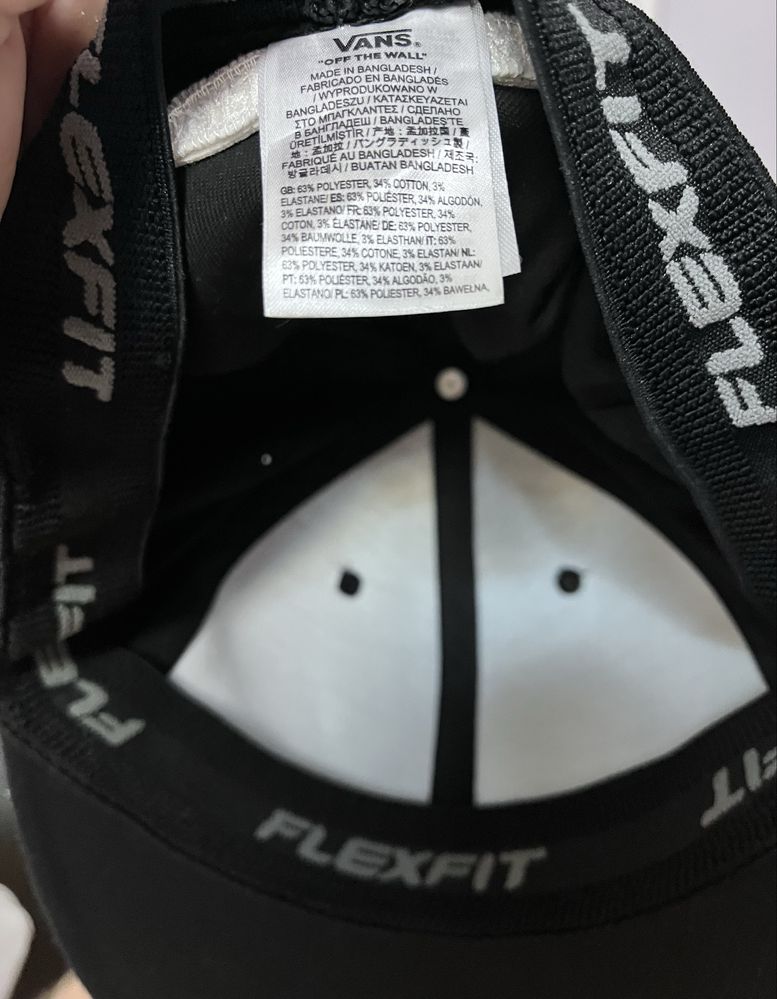 VANS®
"OFF THE WALL"
MADE IN BANGLADESH /
FABRICADO EN BANGLADÉS
/ WYPRODUKOWANO W
BANGLADESZU / ΚΑΤΑΣΚΕΥΑΖΕΤΑΙ
ΣΤΟ ΜΠΑΓΚΛΑΝΤΕΣ / СДЕЛАНО
В БАНГЛАДЕШ / BANGLADEŞ'TE
ÜRETİLMİŞTİR / 产地：孟加拉国 / 產
地：孟加拉 / バングラディッシュ製 /
FABRIQUÉ AU BANGLADESH / 제조국:
방글라데시 / BUATAN BANGLADESH
GB: 63% POLYESTER, 34% COTTON, 3%
ELASTANE/ ES: 63% POLIÉSTER, 34% ALGODÓN,
3% ELASTANO/ FR: 63% POLYESTER, 34%
COTON, 3% ÉLASTANE/ DE: 63% POLYESTER,
34% BAUMWOLLE, 3% ELASTHAN/ IT: 63%
POLIESTERE, 34% COTONE, 3% ELASTAN/ NL:
63% POLYESTER, 34% KATOEN, 3% ELASTAAN/
PT: 63% POLIÉSTER, 34% ALGODÃO, 3%
ELASTANO/ PL: 63% POLIESTER, 34% BAWEŁNA,
FLEXFIT
FLEXFIT
FLEXFIT
FLEXFIT
FIT